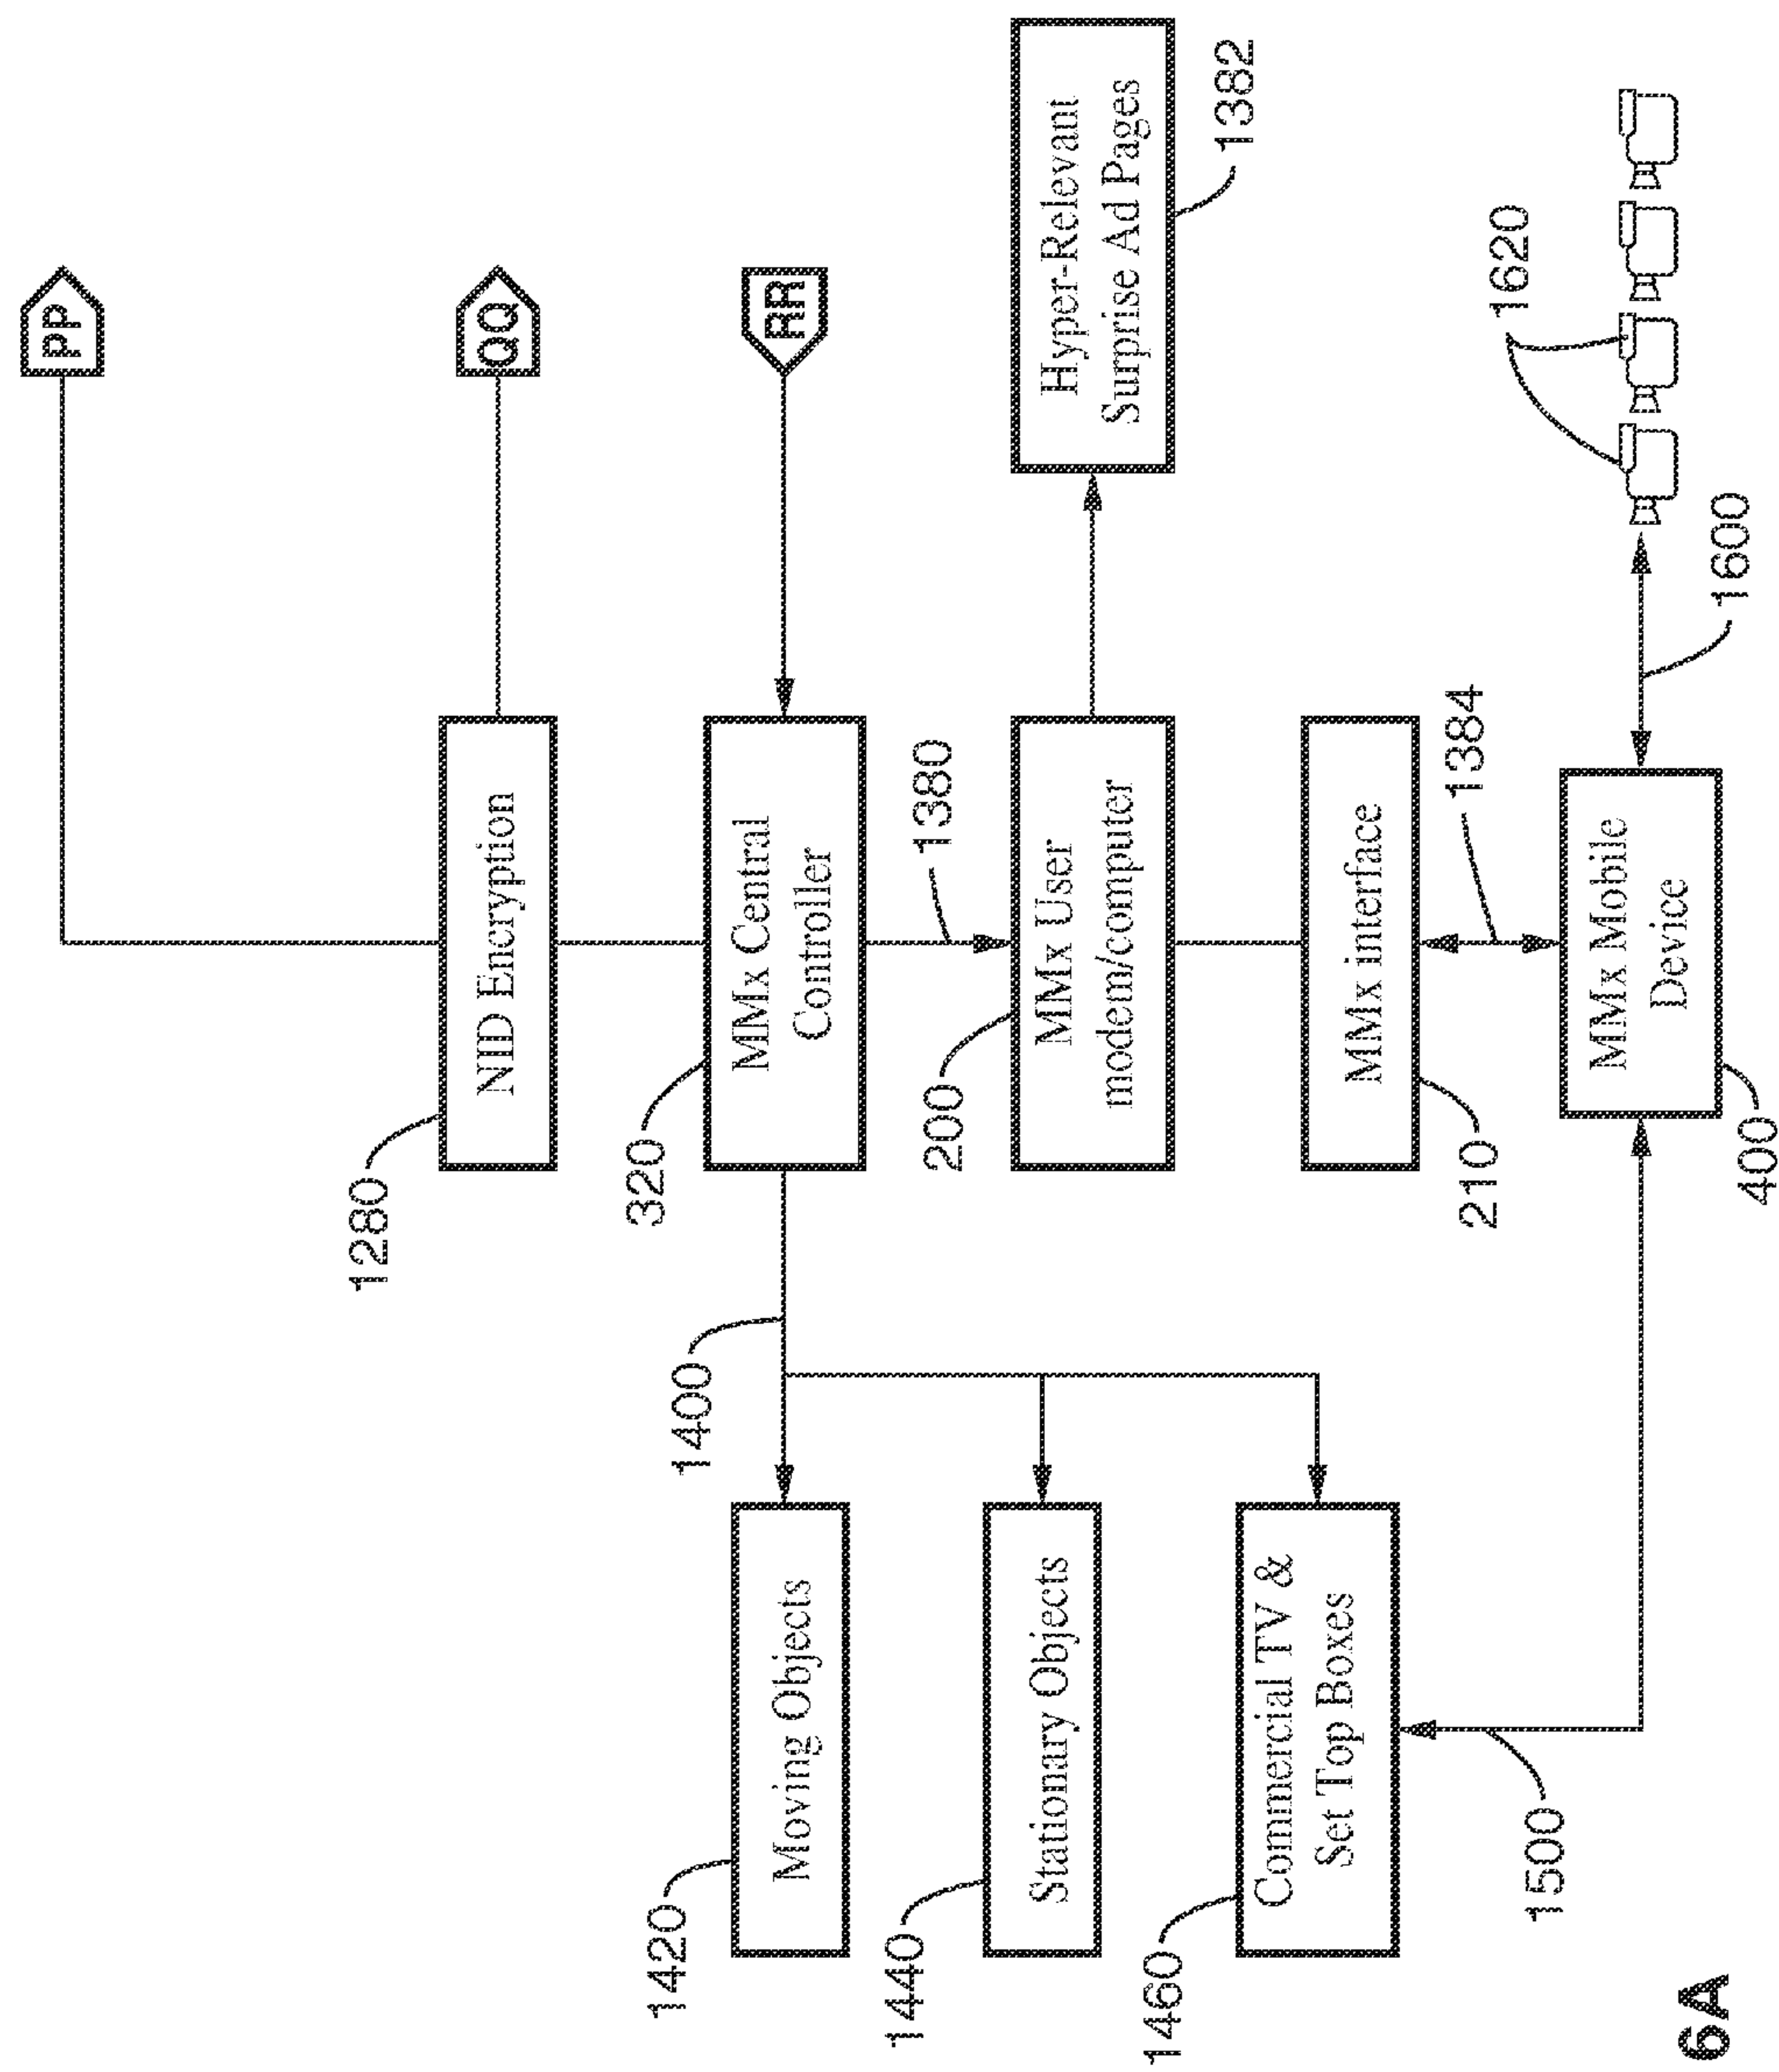 PP
QQ
RR
1280
NID Encryption
320
MMx Central
Controller
1380
1400
1420
Moving Objects
200
MMx User
modem/computer
Hyper-Relevant
Surprise Ad Pages
1382
1440
Stationary Objects
210
MMx interface
1384
1460
Commercial TV &
Set Top Boxes
1500
MMx Mobile
Device
400
1600
1620
6A